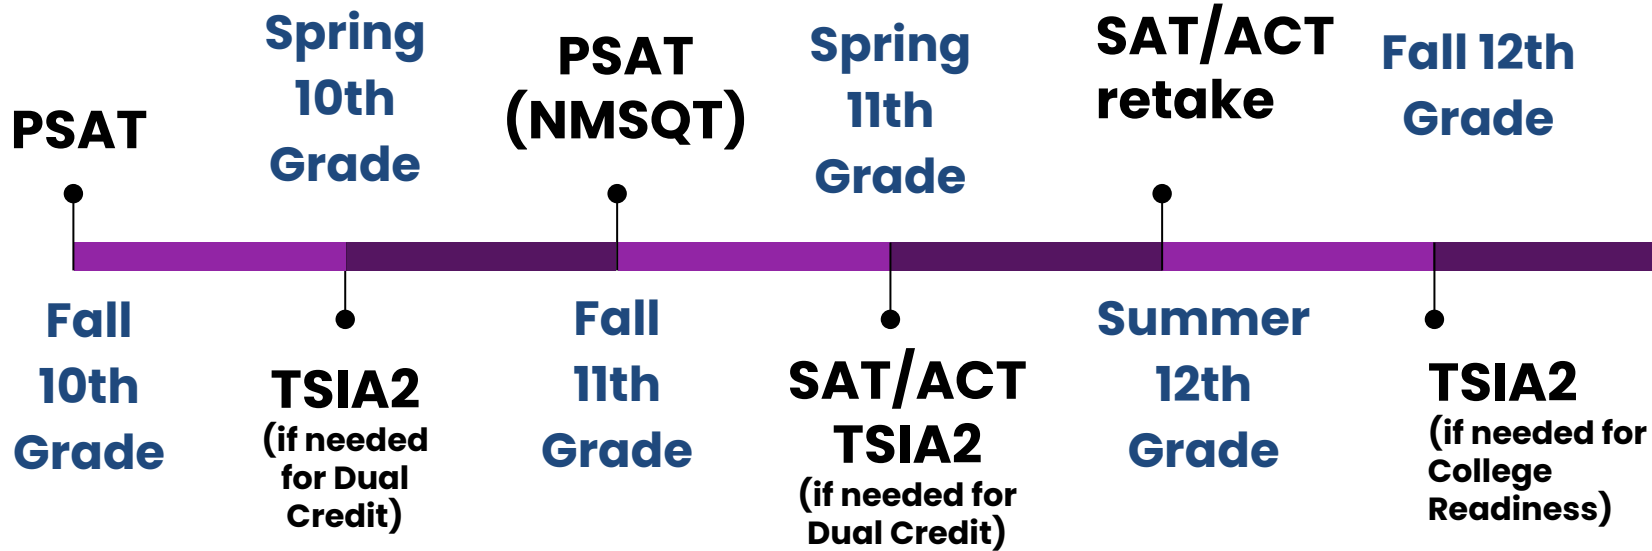 PSAT
Fall
10th
Grade
Spring
10th
Grade
TSIA2
(if needed
for Dual
Credit)
PSAT
(NMSQT)
Fall
11th
Grade
Spring
11th
Grade
SAT/ACT
TSIA2
(if needed for
Dual Credit)
SAT/ACT
retake
Summer
12th
Grade
Fall 12th
Grade
TSIA2
(if needed for
College
Readiness)